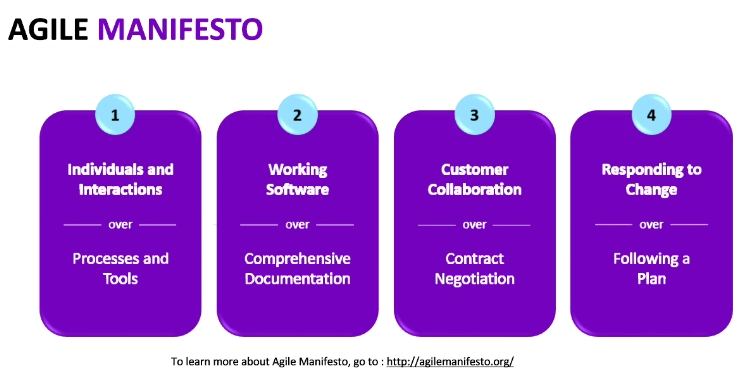 AGILE MANIFESTO
1
Individuals and
Interactions
over
Processes and
Tools
2
Working
Software
over
Comprehensive
Documentation
3
Customer
Collaboration
over
Contract
Negotiation
4
Responding to
Change
over
Following a
Plan
To learn more about Agile Manifesto, go to : http://agilemanifesto.org/